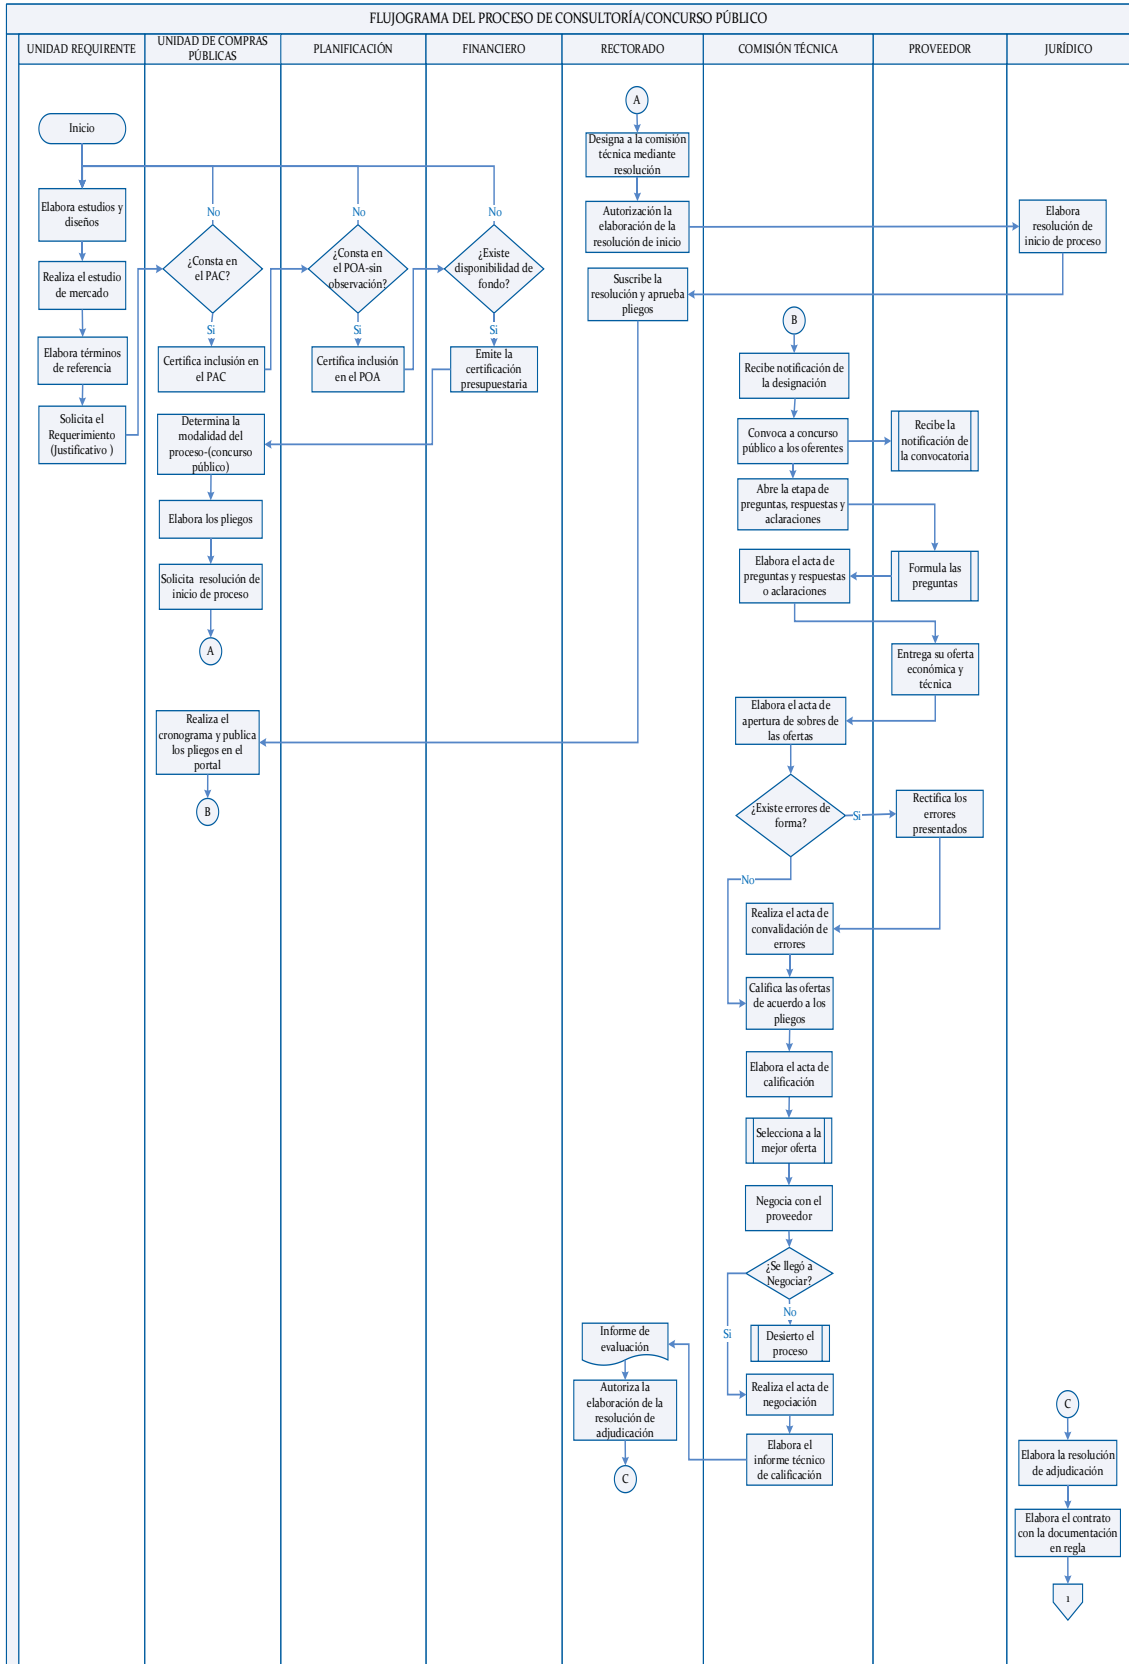 FLUJOGRAMA DEL PROCESO DE CONSULTORÍA/CONCURSO PÚBLICO
UNIDAD REQUIRENTE
UNIDAD DE COMPRAS
PÚBLICAS
PLANIFICACIÓN
FINANCIERO
RECTORADO
COMISIÓN TÉCNICA
PROVEEDOR
JURÍDICO
Inicio
Elabora estudios y
diseños
Realiza el estudio
de mercado
Elabora términos
de referencia
Solicita el
Requerimiento
(Justificativo )
No
¿Consta en
el PAC?
Si
Certifica inclusión en
el PAC
Determina la
modalidad del
proceso-(concurso
público)
Elabora los pliegos
Solicita resolución de
inicio de proceso
A
Realiza el
cronograma y publica
los pliegos en el
portal
B
No
¿Consta en
el POA-sin
observación?
Si
Certifica inclusión
en el POA
No
¿Existe
disponibilidad de
fondo?
Si
Emite la
certificación
presupuestaria
A
Designa a la comisión
técnica mediante
resolución
Autorización la
elaboración de la
resolución de inicio
Suscribe la
resolución y aprueba
pliegos
Informe de
evaluación
Autoriza la
elaboración de la
resolución de
adjudicación
C
B
Recibe notificación de
la designación
Convoca a concurso
público a los oferentes
Abre la etapa de
preguntas, respuestas y
aclaraciones
Elabora el acta de
preguntas y respuestas
o aclaraciones
Elabora el acta de
apertura de sobres de
las ofertas
¿Existe errores de
forma?
Si
No
Realiza el acta de
convalidación de
errores
Califica las ofertas
de acuerdo a los
pliegos
Elabora el acta de
calificación
Selecciona a la
mejor oferta
Negocia con el
proveedor
¿Se llegó a
Negociar?
No
Si
Desierto el
proceso
Realiza el acta de
negociación
Elabora el
informe técnico
de calificación
Recibe la
notificación de
la convocatoria
Formula las
preguntas
Entrega su oferta
económica y
técnica
Rectifica los
errores
presentados
Elabora
resolución de
inicio de proceso
C
Elabora la resolución
de adjudicación
Elabora el contrato
con la documentación
en regla
1